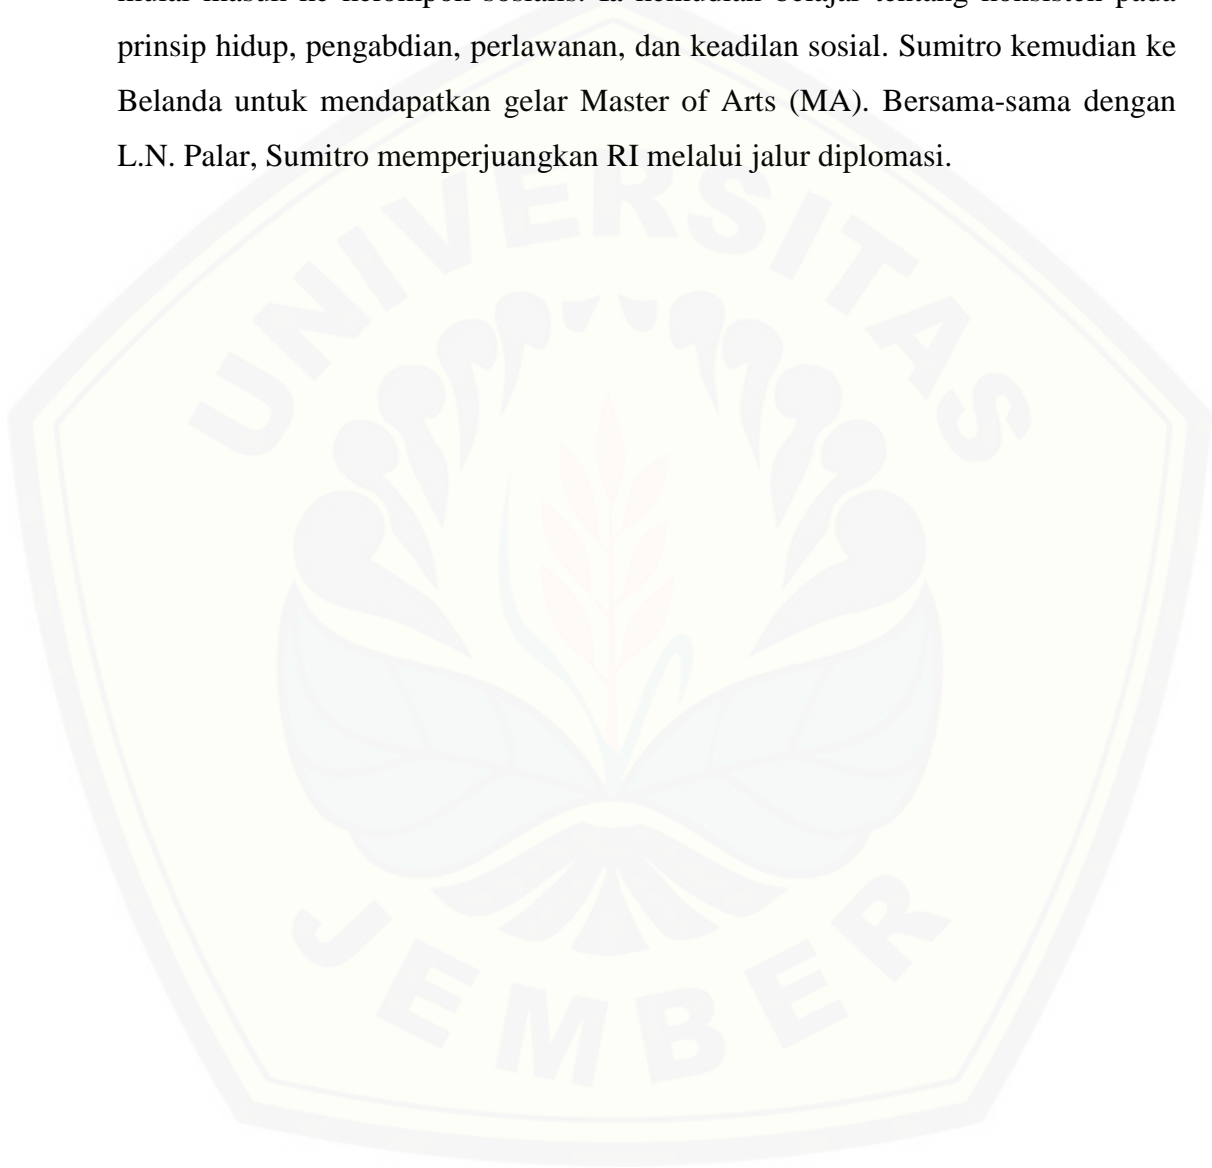 prinsip hidup, pengabdian, perlawanan, dan keadilan sosial. Sumitro kemudian ke
Belanda untuk mendapatkan gelar Master of Arts (MA). Bersama-sama dengan
L.N. Palar, Sumitro memperjuangkan RI melalui jalur diplomasi.
UNIVERSITAS
JEMBER